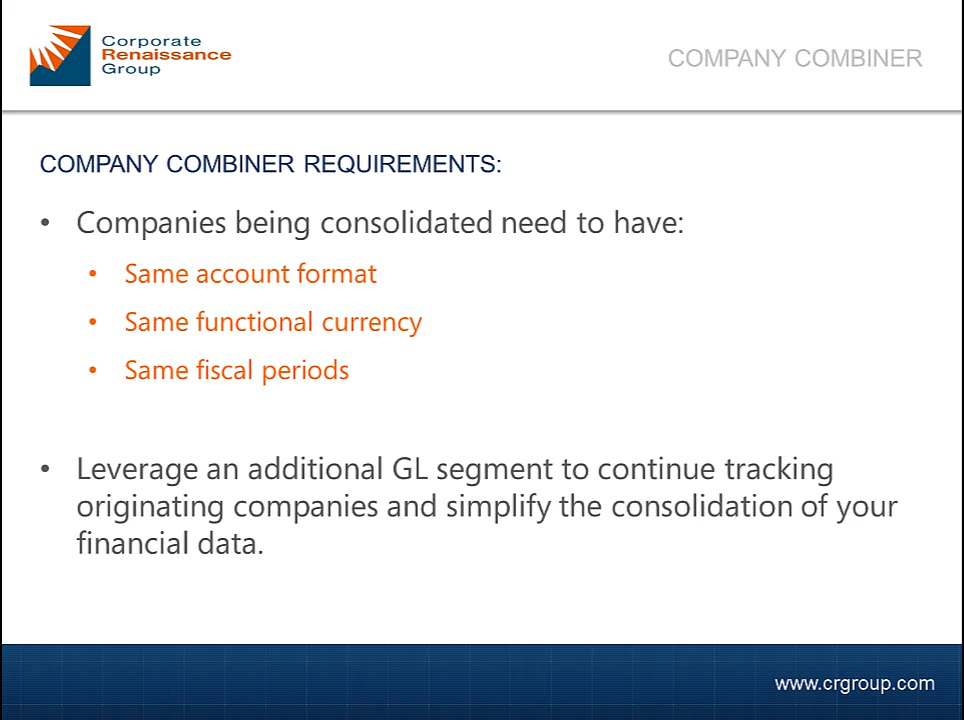 Corporate
Renaissance
Group
COMPANY COMBINER
COMPANY COMBINER REQUIREMENTS:
• Companies being consolidated need to have:
• Same account format
• Same functional currency
• Same fiscal periods
• Leverage an additional GL segment to continue tracking
originating companies and simplify the consolidation of your
financial data.
www.crgroup.com